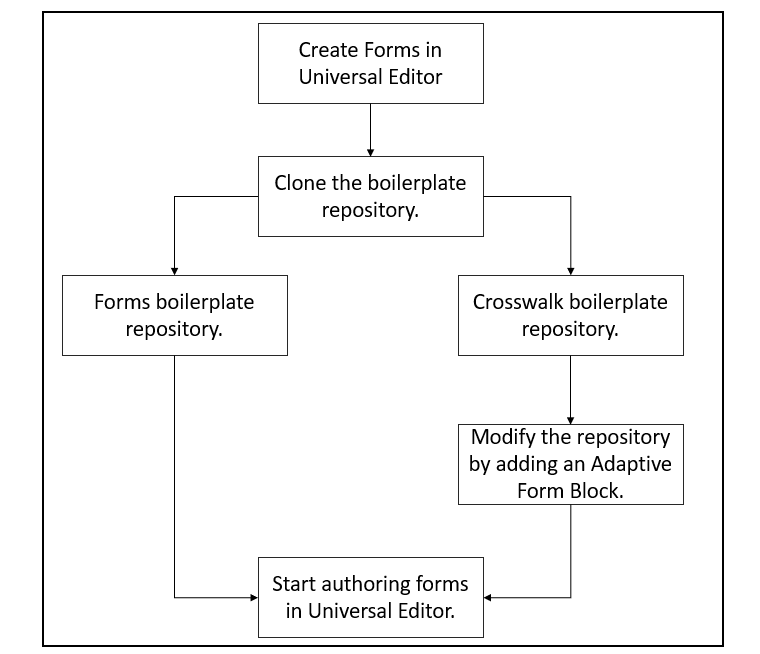 Create Forms in
Universal Editor
Clone the boilerplate
repository.
Forms boilerplate
repository.
Crosswalk boilerplate
repository.
Modify the repository
by adding an Adaptive
Form Block.
Start authoring forms
in Universal Editor.